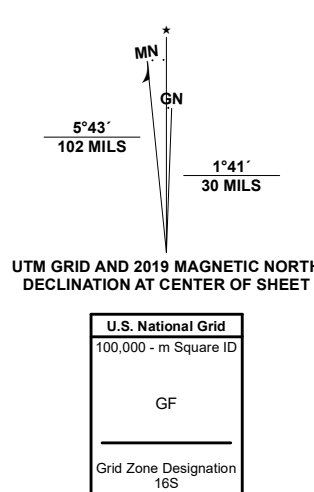 ★
MN
GN
5°43´
102 MILS
1°41´
30 MILS
UTM GRID AND 2019 MAGNETIC NORTH
DECLINATION AT CENTER OF SHEET
U.S. National Grid
100,000 - m Square ID
GF
Grid Zone Designation
16S